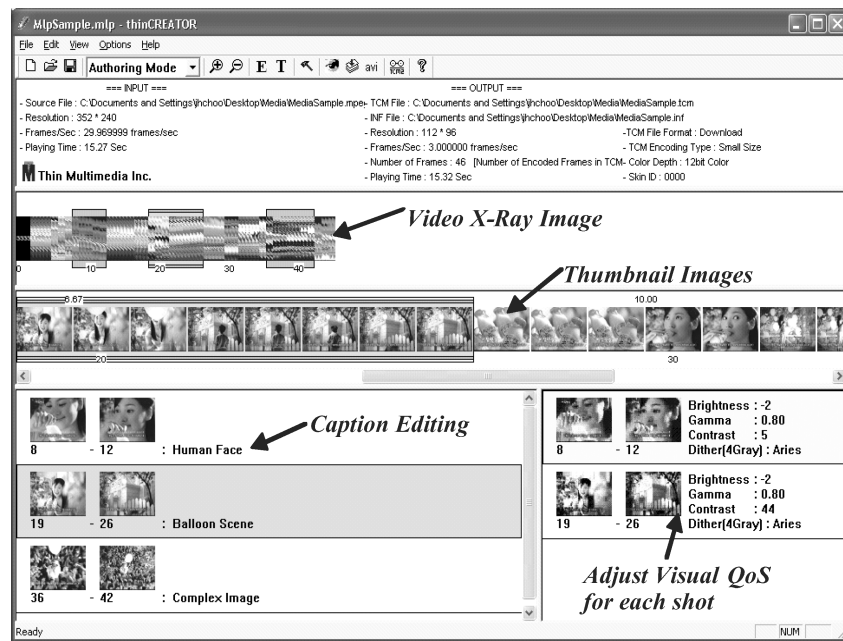 MlpSample.mlp - thinCREATOR
File Edit View Options Help
Authoring Mode E T avi TCM2 ?
=== INPUT ===
- Source File : C:\Documents and Settings\jhchoo\Desktop\Media\MediaSample.mpe
- Resolution : 352 * 240
- Frames/Sec : 29.969999 frames/sec
- Playing Time : 15.27 Sec
Thin Multimedia Inc.
=== OUTPUT ===
- TCM File : C:\Documents and Settings\jhchoo\Desktop\Media\MediaSample.tcm
- INF File : C:\Documents and Settings\jhchoo\Desktop\Media\MediaSample.inf
- Resolution : 112 * 96 -TCM File Format : Download
- Frames/Sec : 3.000000 frames/sec - TCM Encoding Type : Small Size
- Number of Frames : 46 [Number of Encoded Frames in TCM - Color Depth : 12bit Color
- Playing Time : 15.32 Sec - Skin ID : 0000
Video X-Ray Image
0 10 20 30 40
Thumbnail Images
6.67 10.00
20 30
Caption Editing
8 - 12 : Human Face
19 - 26 : Balloon Scene
36 - 42 : Complex Image
8 - 12
Brightness : -2
Gamma : 0.80
Contrast : 5
Dither(4Gray) : Aries
19 - 26
Brightness : -2
Gamma : 0.80
Contrast : 44
Dither(4Gray) : Aries
Adjust Visual QoS
for each shot
Ready NUM